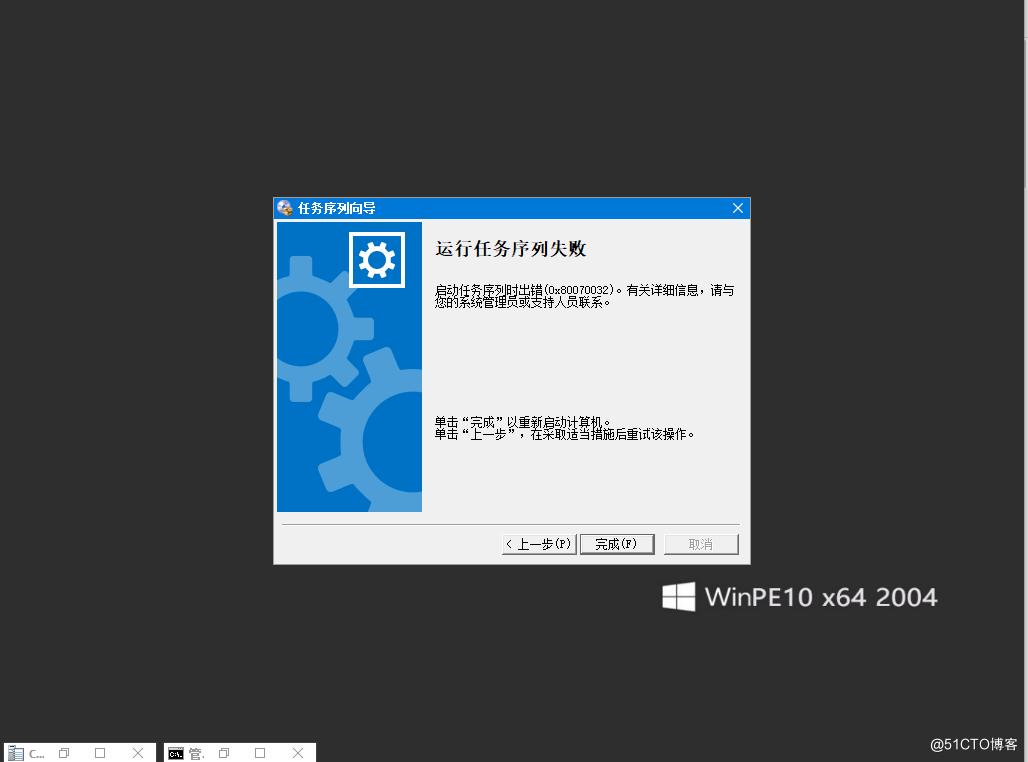 任务序列向导
运行任务序列失败
启动任务序列时出错(0x80070032)。有关详细信息，请与
您的系统管理员或支持人员联系。
单击“完成”以重新启动计算机。
单击“上一步”，在采取适当措施后重试该操作。
< 上一步(P) 完成(F) 取消
WinPE10 x64 2004
@51CTO博客
C... C:\. 管.